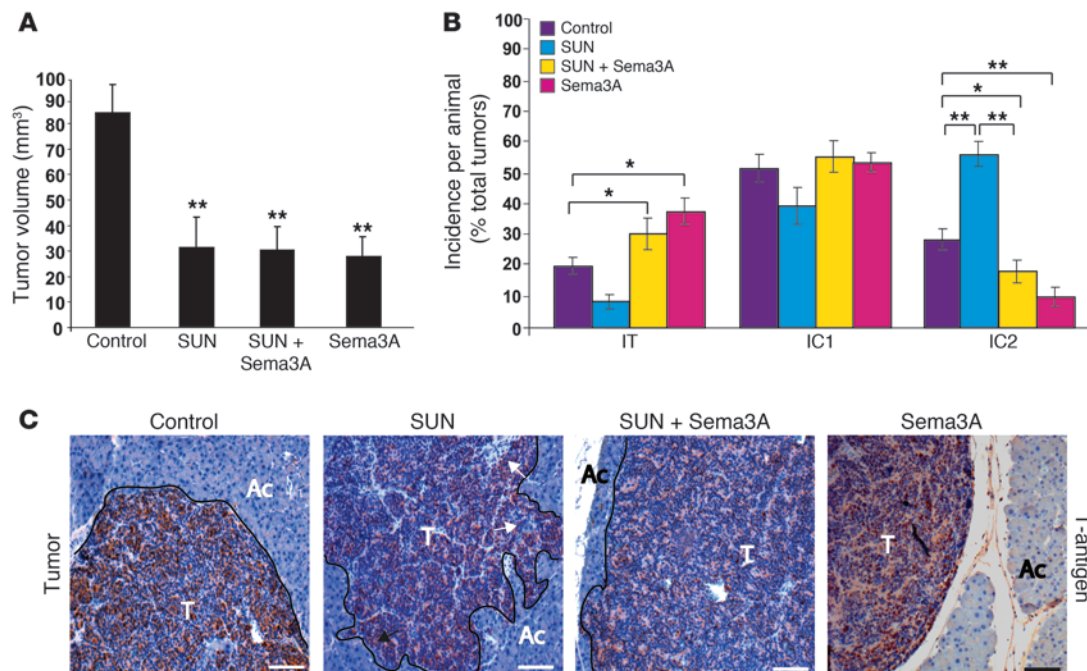 A
Tumor volume (mm³)
100
90
80
70
60
50
40
30
20
10
0
**
**
**
Control
SUN
SUN +
Sema3A
Sema3A
B
Incidence per animal
(% total tumors)
100
90
80
70
60
50
40
30
20
10
0
Control
SUN
SUN + Sema3A
Sema3A
*
*
**
*
**
**
IT
IC1
IC2
C
Control
SUN
SUN + Sema3A
Sema3A
Tumor
Ac
T
T
Ac
Ac
T
T
Ac
T-antigen